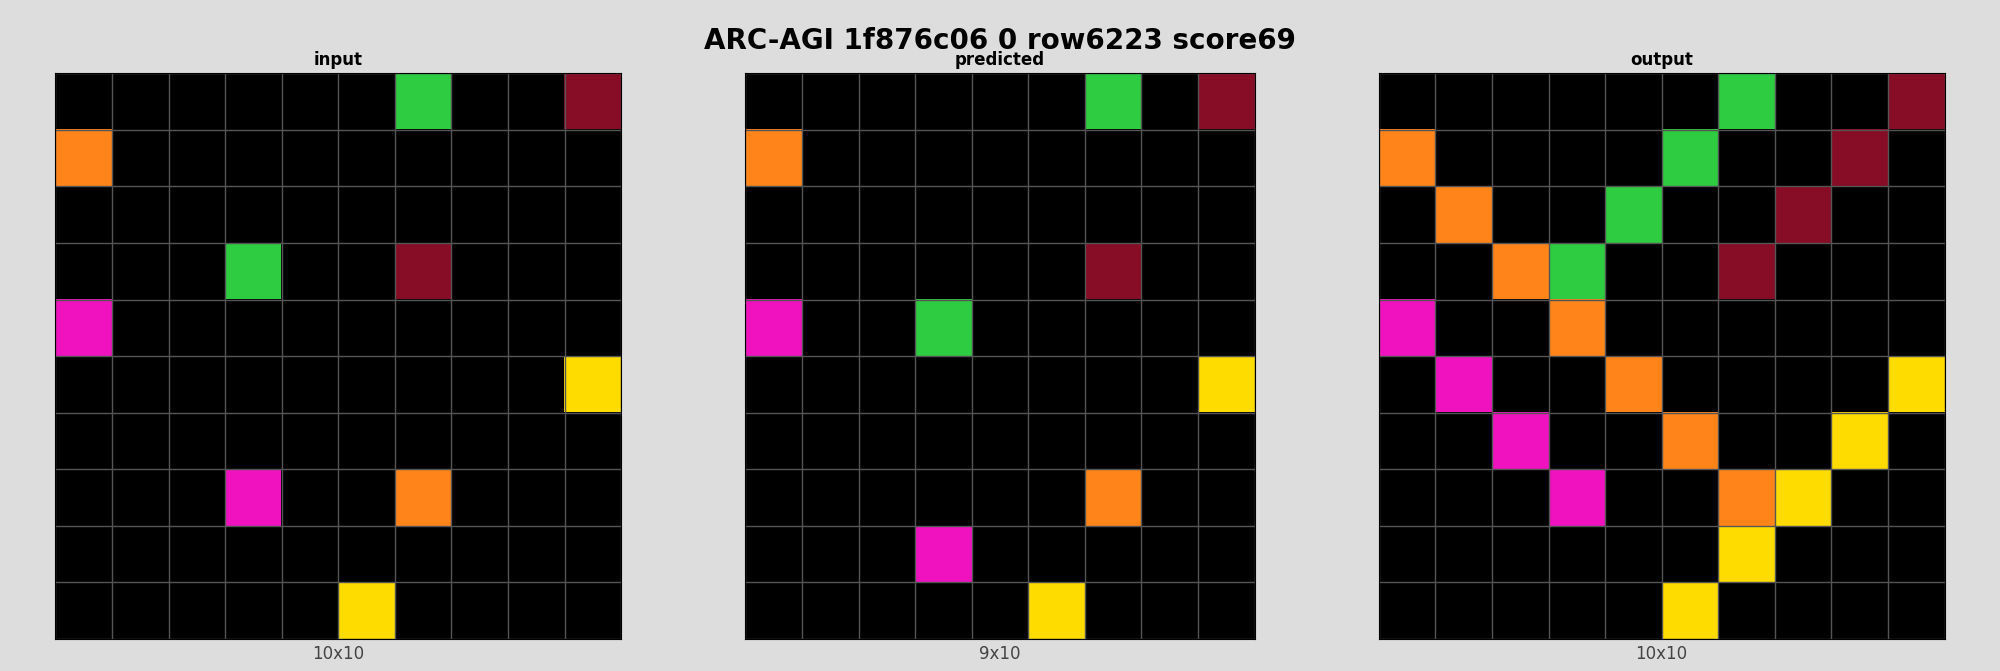 ARC-AGI 1f876c06 0 row6223 score69
input
predicted
output
10x10
9x10
10x10